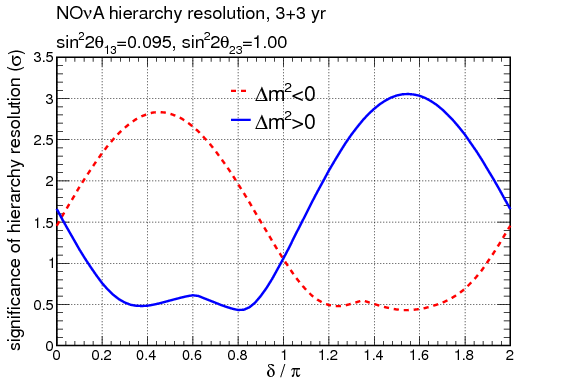 NOνA hierarchy resolution, 3+3 yr
sin²2θ₁₃=0.095, sin²2θ₂₃=1.00
significance of hierarchy resolution (σ)
3.5
3
2.5
2
1.5
1
0.5
0
Δm²<0
Δm²>0
0 0.2 0.4 0.6 0.8 1 1.2 1.4 1.6 1.8 2
δ / π